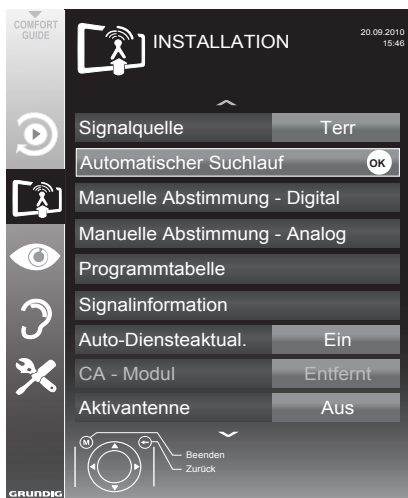 COMFORT
GUIDE
INSTALLATION
20.09.2010
15:46
Signalquelle Terr
Automatischer Suchlauf OK
Manuelle Abstimmung - Digital
Manuelle Abstimmung - Analog
Programmtabelle
Signalinformation
Auto-Diensteaktual. Ein
CA - Modul Entfernt
Aktivantenne Aus
M
Beenden
Zurück
GRUNDIG